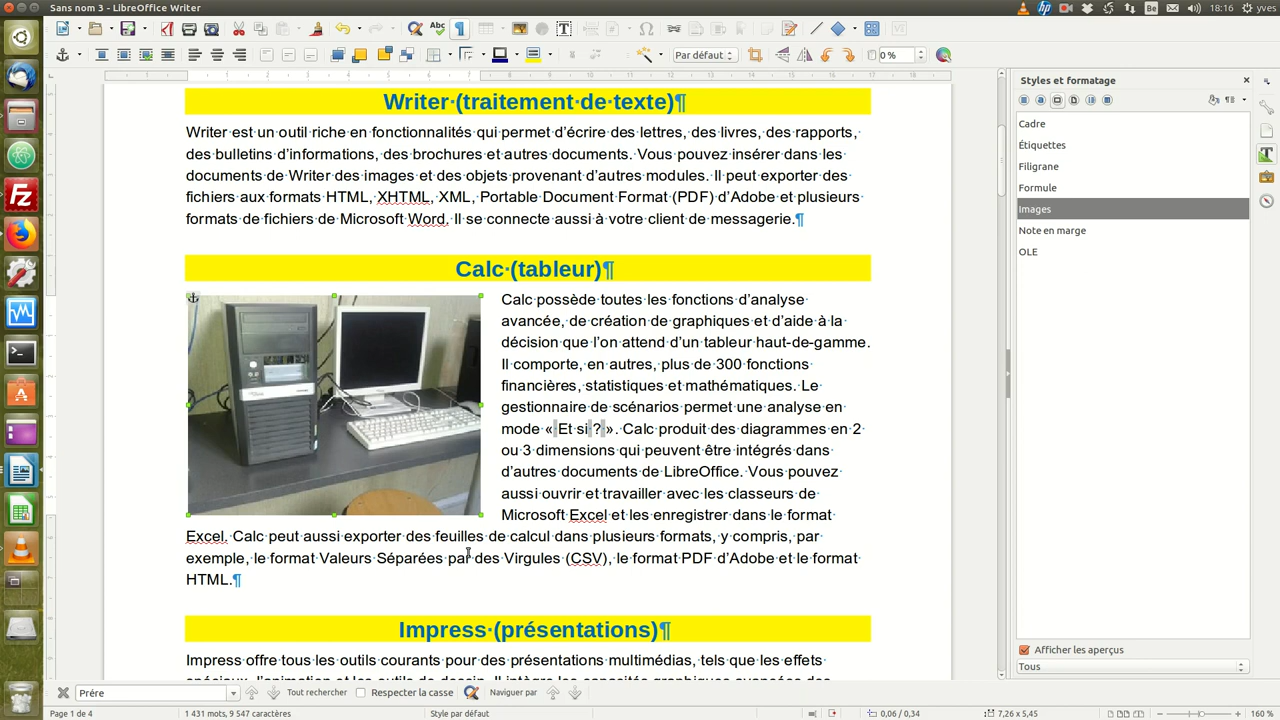 Sans nom 3 - LibreOffice Writer
Be
18:16
yves
Abc
Par défaut
0 %
Styles et formatage
Cadre
Étiquettes
Filigrane
Formule
Images
Note en marge
OLE
Afficher les aperçus
Tous
Writer·(traitement·de·texte)¶
Writer·est·un·outil·riche·en·fonctionnalités·qui·permet·d’écrire·des·lettres,·des·livres,·des·rapports,·
des·bulletins·d’informations,·des·brochures·et·autres·documents.·Vous·pouvez·insérer·dans·les·
documents·de·Writer·des·images·et·des·objets·provenant·d’autres·modules.·Il·peut·exporter·des·
fichiers·aux·formats·HTML,·XHTML,·XML,·Portable·Document·Format·(PDF)·d’Adobe·et·plusieurs·
formats·de·fichiers·de·Microsoft·Word.·Il·se·connecte·aussi·à·votre·client·de·messagerie.¶
Calc·(tableur)¶
Calc·possède·toutes·les·fonctions·d’analyse·
avancée,·de·création·de·graphiques·et·d’aide·à·la·
décision·que·l’on·attend·d’un·tableur·haut-de-gamme.·
Il·comporte,·en·autres,·plus·de·300·fonctions·
financières,·statistiques·et·mathématiques.·Le·
gestionnaire·de·scénarios·permet·une·analyse·en·
mode·« Et·si ? ».·Calc·produit·des·diagrammes·en·2·
ou·3·dimensions·qui·peuvent·être·intégrés·dans·
d’autres·documents·de·LibreOffice.·Vous·pouvez·
aussi·ouvrir·et·travailler·avec·les·classeurs·de·
Microsoft·Excel·et·les·enregistrer·dans·le·format·
Excel.·Calc·peut·aussi·exporter·des·feuilles·de·calcul·dans·plusieurs·formats,·y·compris,·par·
exemple,·le·format·Valeurs·Séparées·par·des·Virgules·(CSV),·le·format·PDF·d’Adobe·et·le·format·
HTML.¶
Impress·(présentations)¶
Impress·offre·tous·les·outils·courants·pour·des·présentations·multimédias,·tels·que·les·effets·
Prére
Tout rechercher
Respecter la casse
Naviguer par
Page 1 de 4
1 431 mots, 9 547 caractères
Style par défaut
0,06 / 0,34
7,26 x 5,45
160 %